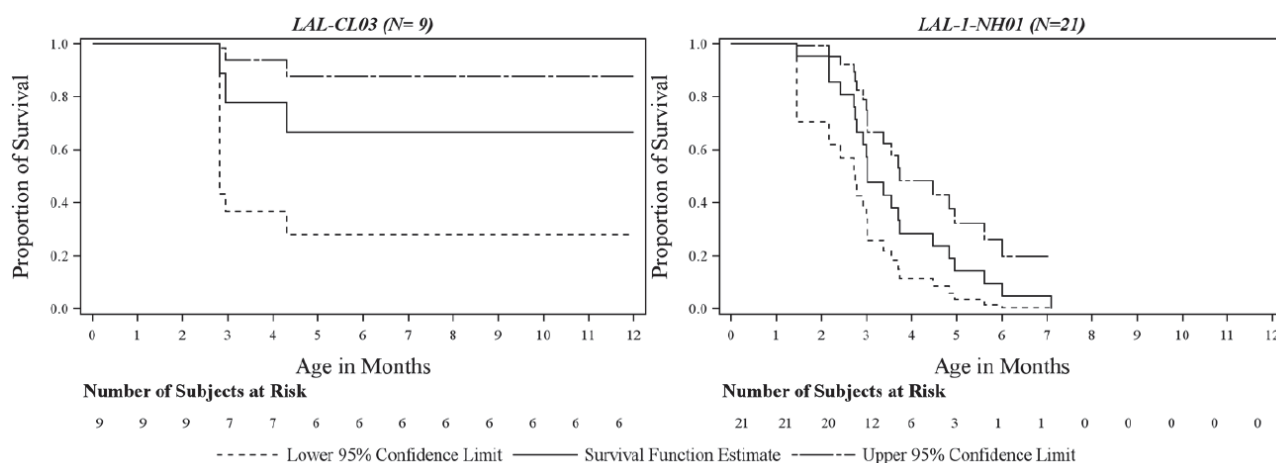 LAL-CL03 (N= 9)
Proportion of Survival
1.0
0.8
0.6
0.4
0.2
0.0
0 1 2 3 4 5 6 7 8 9 10 11 12
Age in Months
Number of Subjects at Risk
9 9 9 7 7 6 6 6 6 6 6 6 6
LAL-1-NH01 (N=21)
Proportion of Survival
1.0
0.8
0.6
0.4
0.2
0.0
0 1 2 3 4 5 6 7 8 9 10 11 12
Age in Months
Number of Subjects at Risk
21 21 20 12 6 3 1 1 0 0 0 0 0
Lower 95% Confidence Limit Survival Function Estimate Upper 95% Confidence Limit